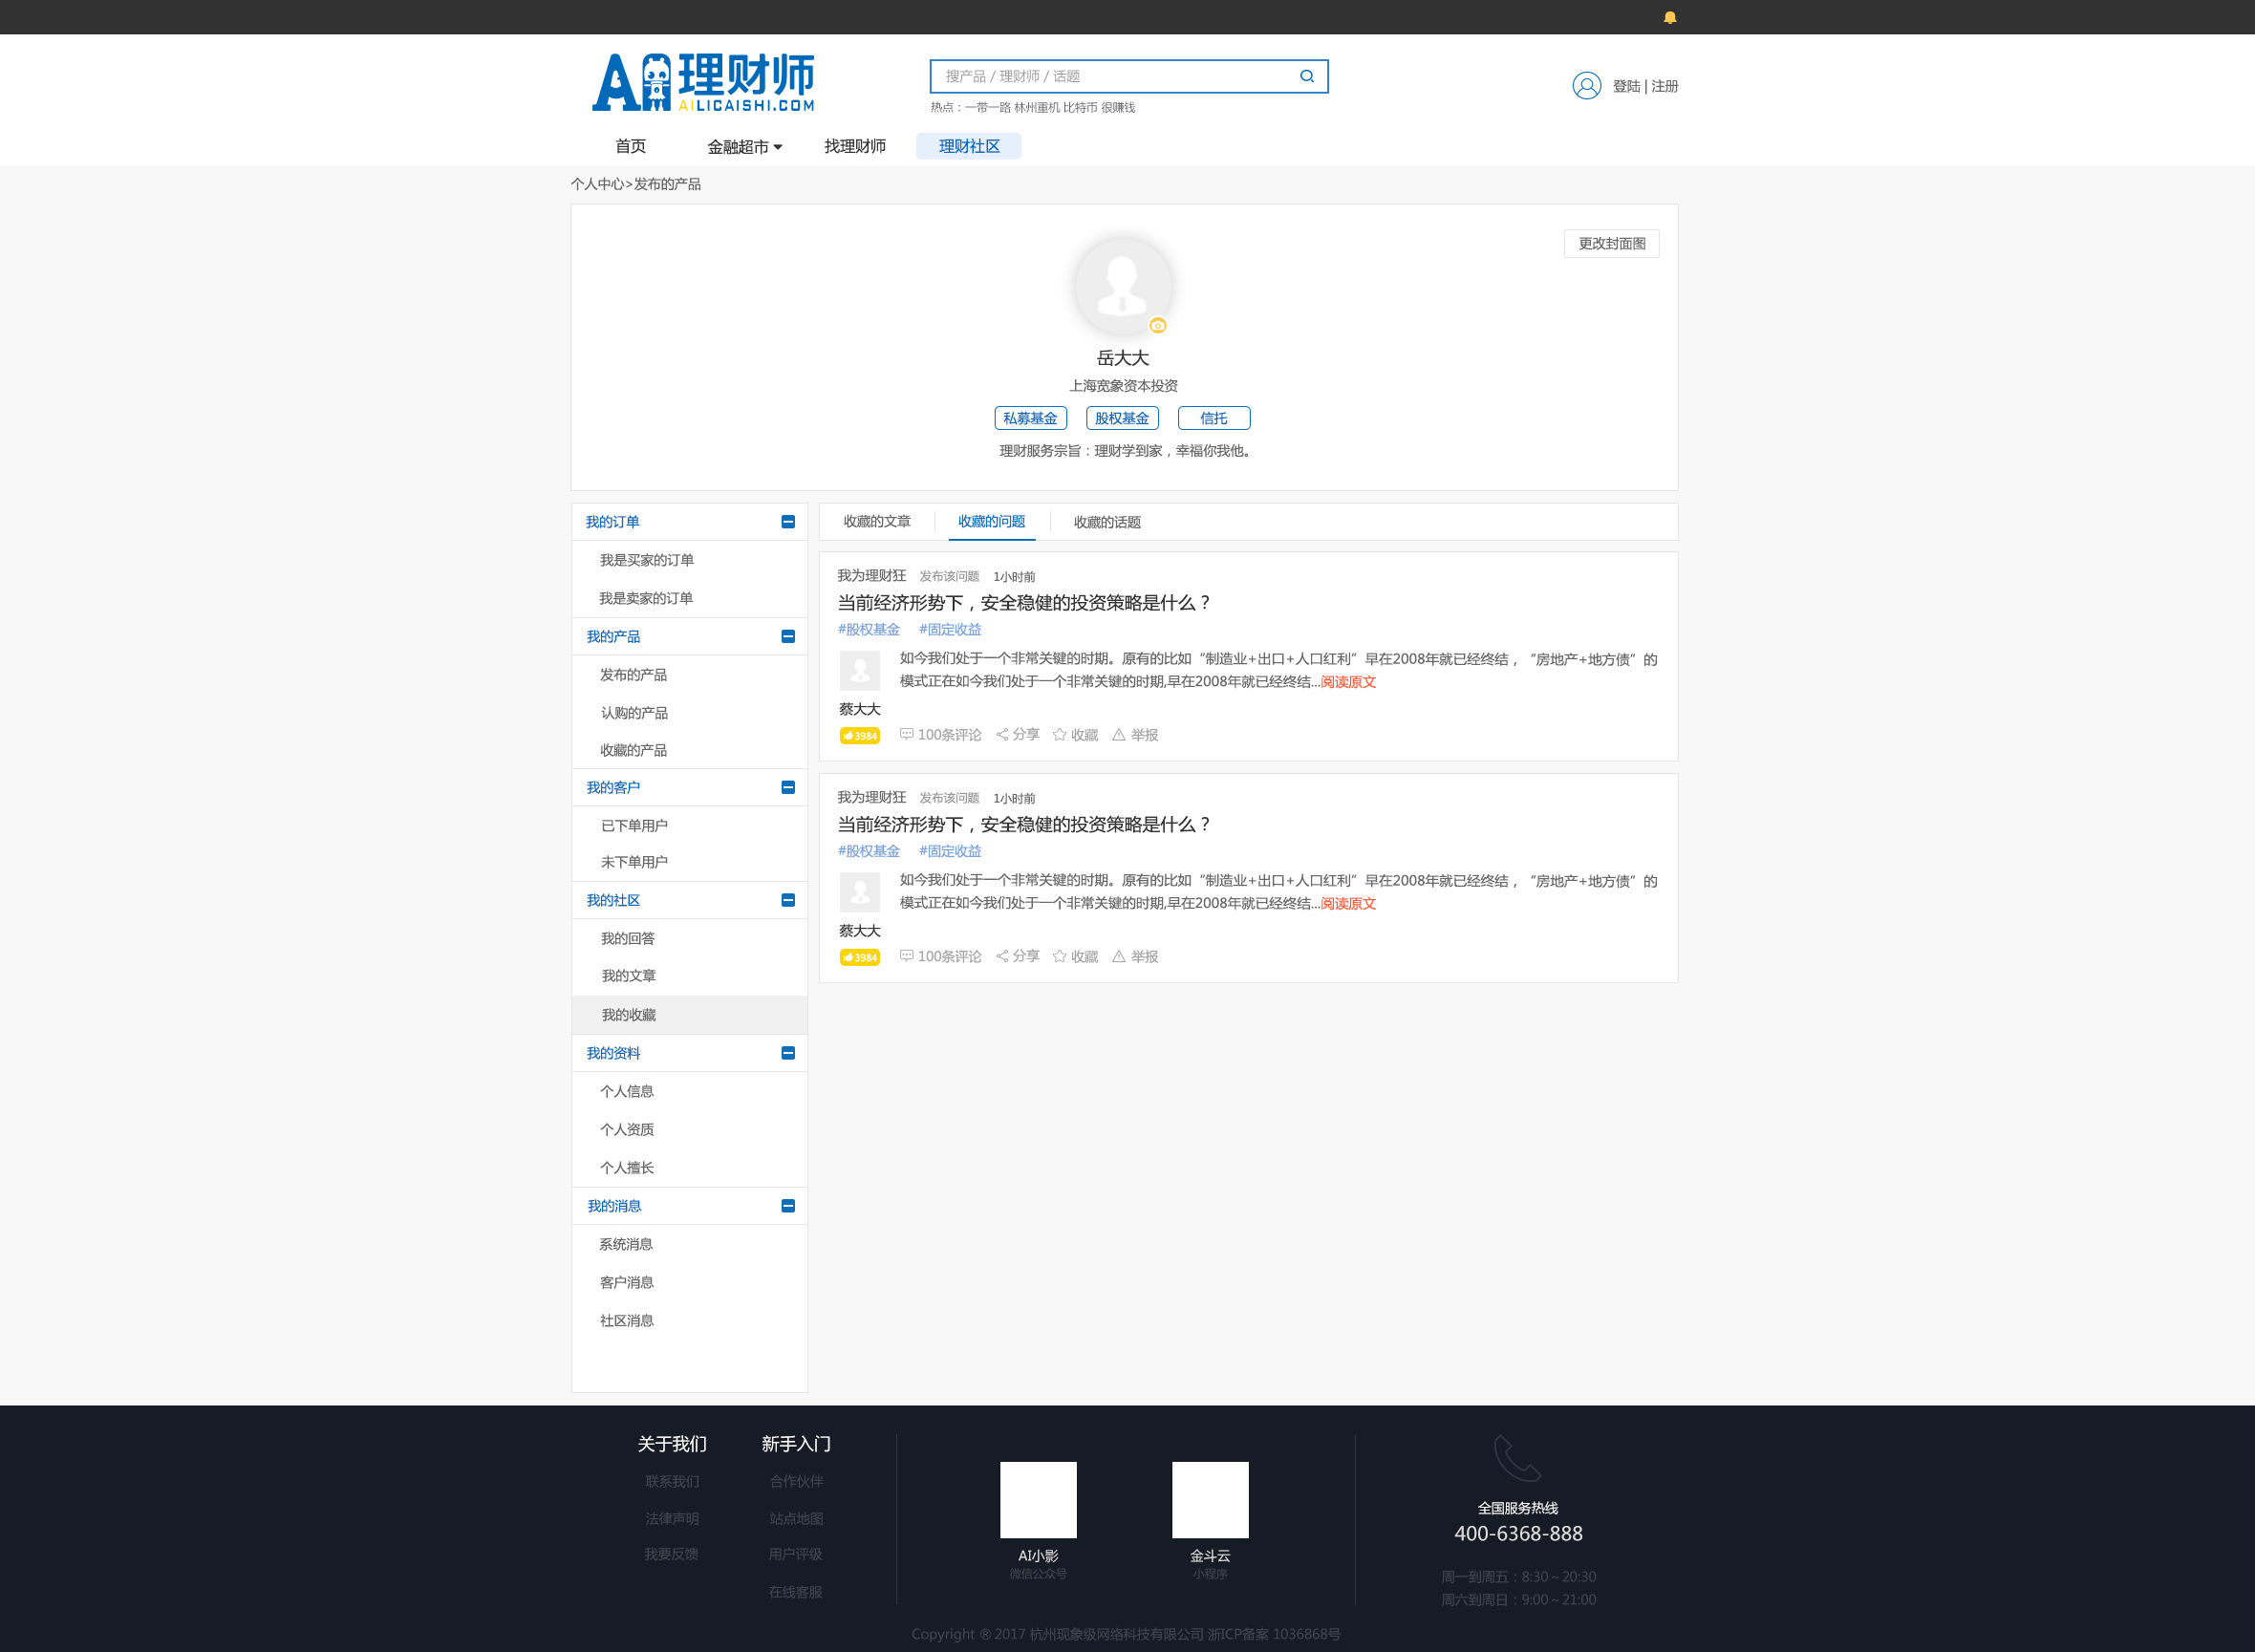 AI理财师
AILICAISHI.COM
搜产品 / 理财师 / 话题
热点：一带一路 林州重机 比特币 很赚钱
登陆 | 注册
首页
金融超市
找理财师
理财社区
个人中心>发布的产品
更改封面图
岳大大
上海宽象资本投资
私募基金
股权基金
信托
理财服务宗旨：理财学到家，幸福你我他。
我的订单
我是买家的订单
我是卖家的订单
我的产品
发布的产品
认购的产品
收藏的产品
我的客户
已下单用户
未下单用户
我的社区
我的回答
我的文章
我的收藏
我的资料
个人信息
个人资质
个人擅长
我的消息
系统消息
客户消息
社区消息
收藏的文章
收藏的问题
收藏的话题
我为理财狂 发布该问题 1小时前
当前经济形势下，安全稳健的投资策略是什么？
#股权基金 #固定收益
如今我们处于一个非常关键的时期。原有的比如“制造业+出口+人口红利”早在2008年就已经终结，“房地产+地方债”的
模式正在如今我们处于一个非常关键的时期,早在2008年就已经终结...阅读原文
蔡大大
3984
100条评论 分享 收藏 举报
我为理财狂 发布该问题 1小时前
当前经济形势下，安全稳健的投资策略是什么？
#股权基金 #固定收益
如今我们处于一个非常关键的时期。原有的比如“制造业+出口+人口红利”早在2008年就已经终结，“房地产+地方债”的
模式正在如今我们处于一个非常关键的时期,早在2008年就已经终结...阅读原文
蔡大大
3984
100条评论 分享 收藏 举报
关于我们
联系我们
法律声明
我要反馈
新手入门
合作伙伴
站点地图
用户评级
在线客服
AI小影
微信公众号
金斗云
小程序
全国服务热线
400-6368-888
周一到周五：8:30～20:30
周六到周日：9:00～21:00
Copyright ® 2017 杭州现象级网络科技有限公司 浙ICP备案 1036868号